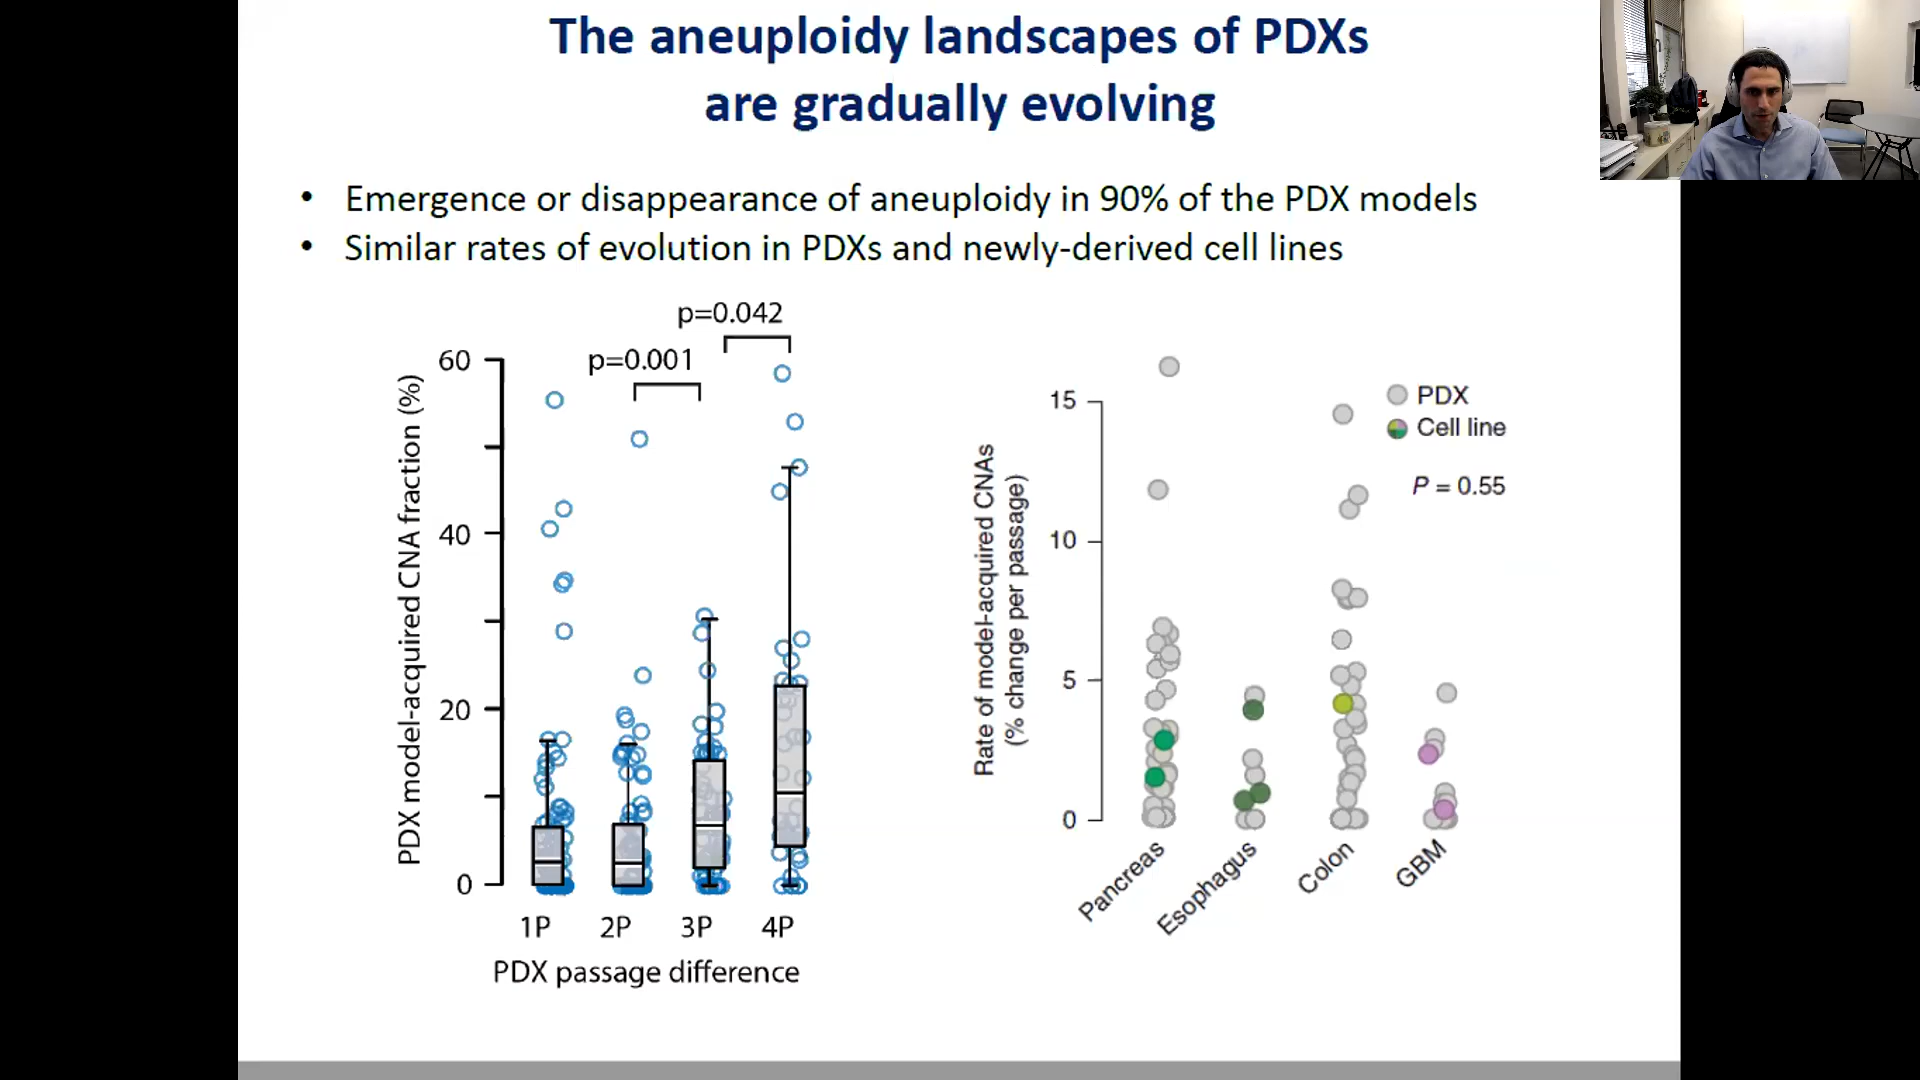 The aneuploidy landscapes of PDXs
are gradually evolving
• Emergence or disappearance of aneuploidy in 90% of the PDX models
• Similar rates of evolution in PDXs and newly-derived cell lines
p=0.042
p=0.001
PDX model-acquired CNA fraction (%)
60
40
20
0
1P 2P 3P 4P
PDX passage difference
Rate of model-acquired CNAs
(% change per passage)
15
10
5
0
PDX
Cell line
P = 0.55
Pancreas
Esophagus
Colon
GBM